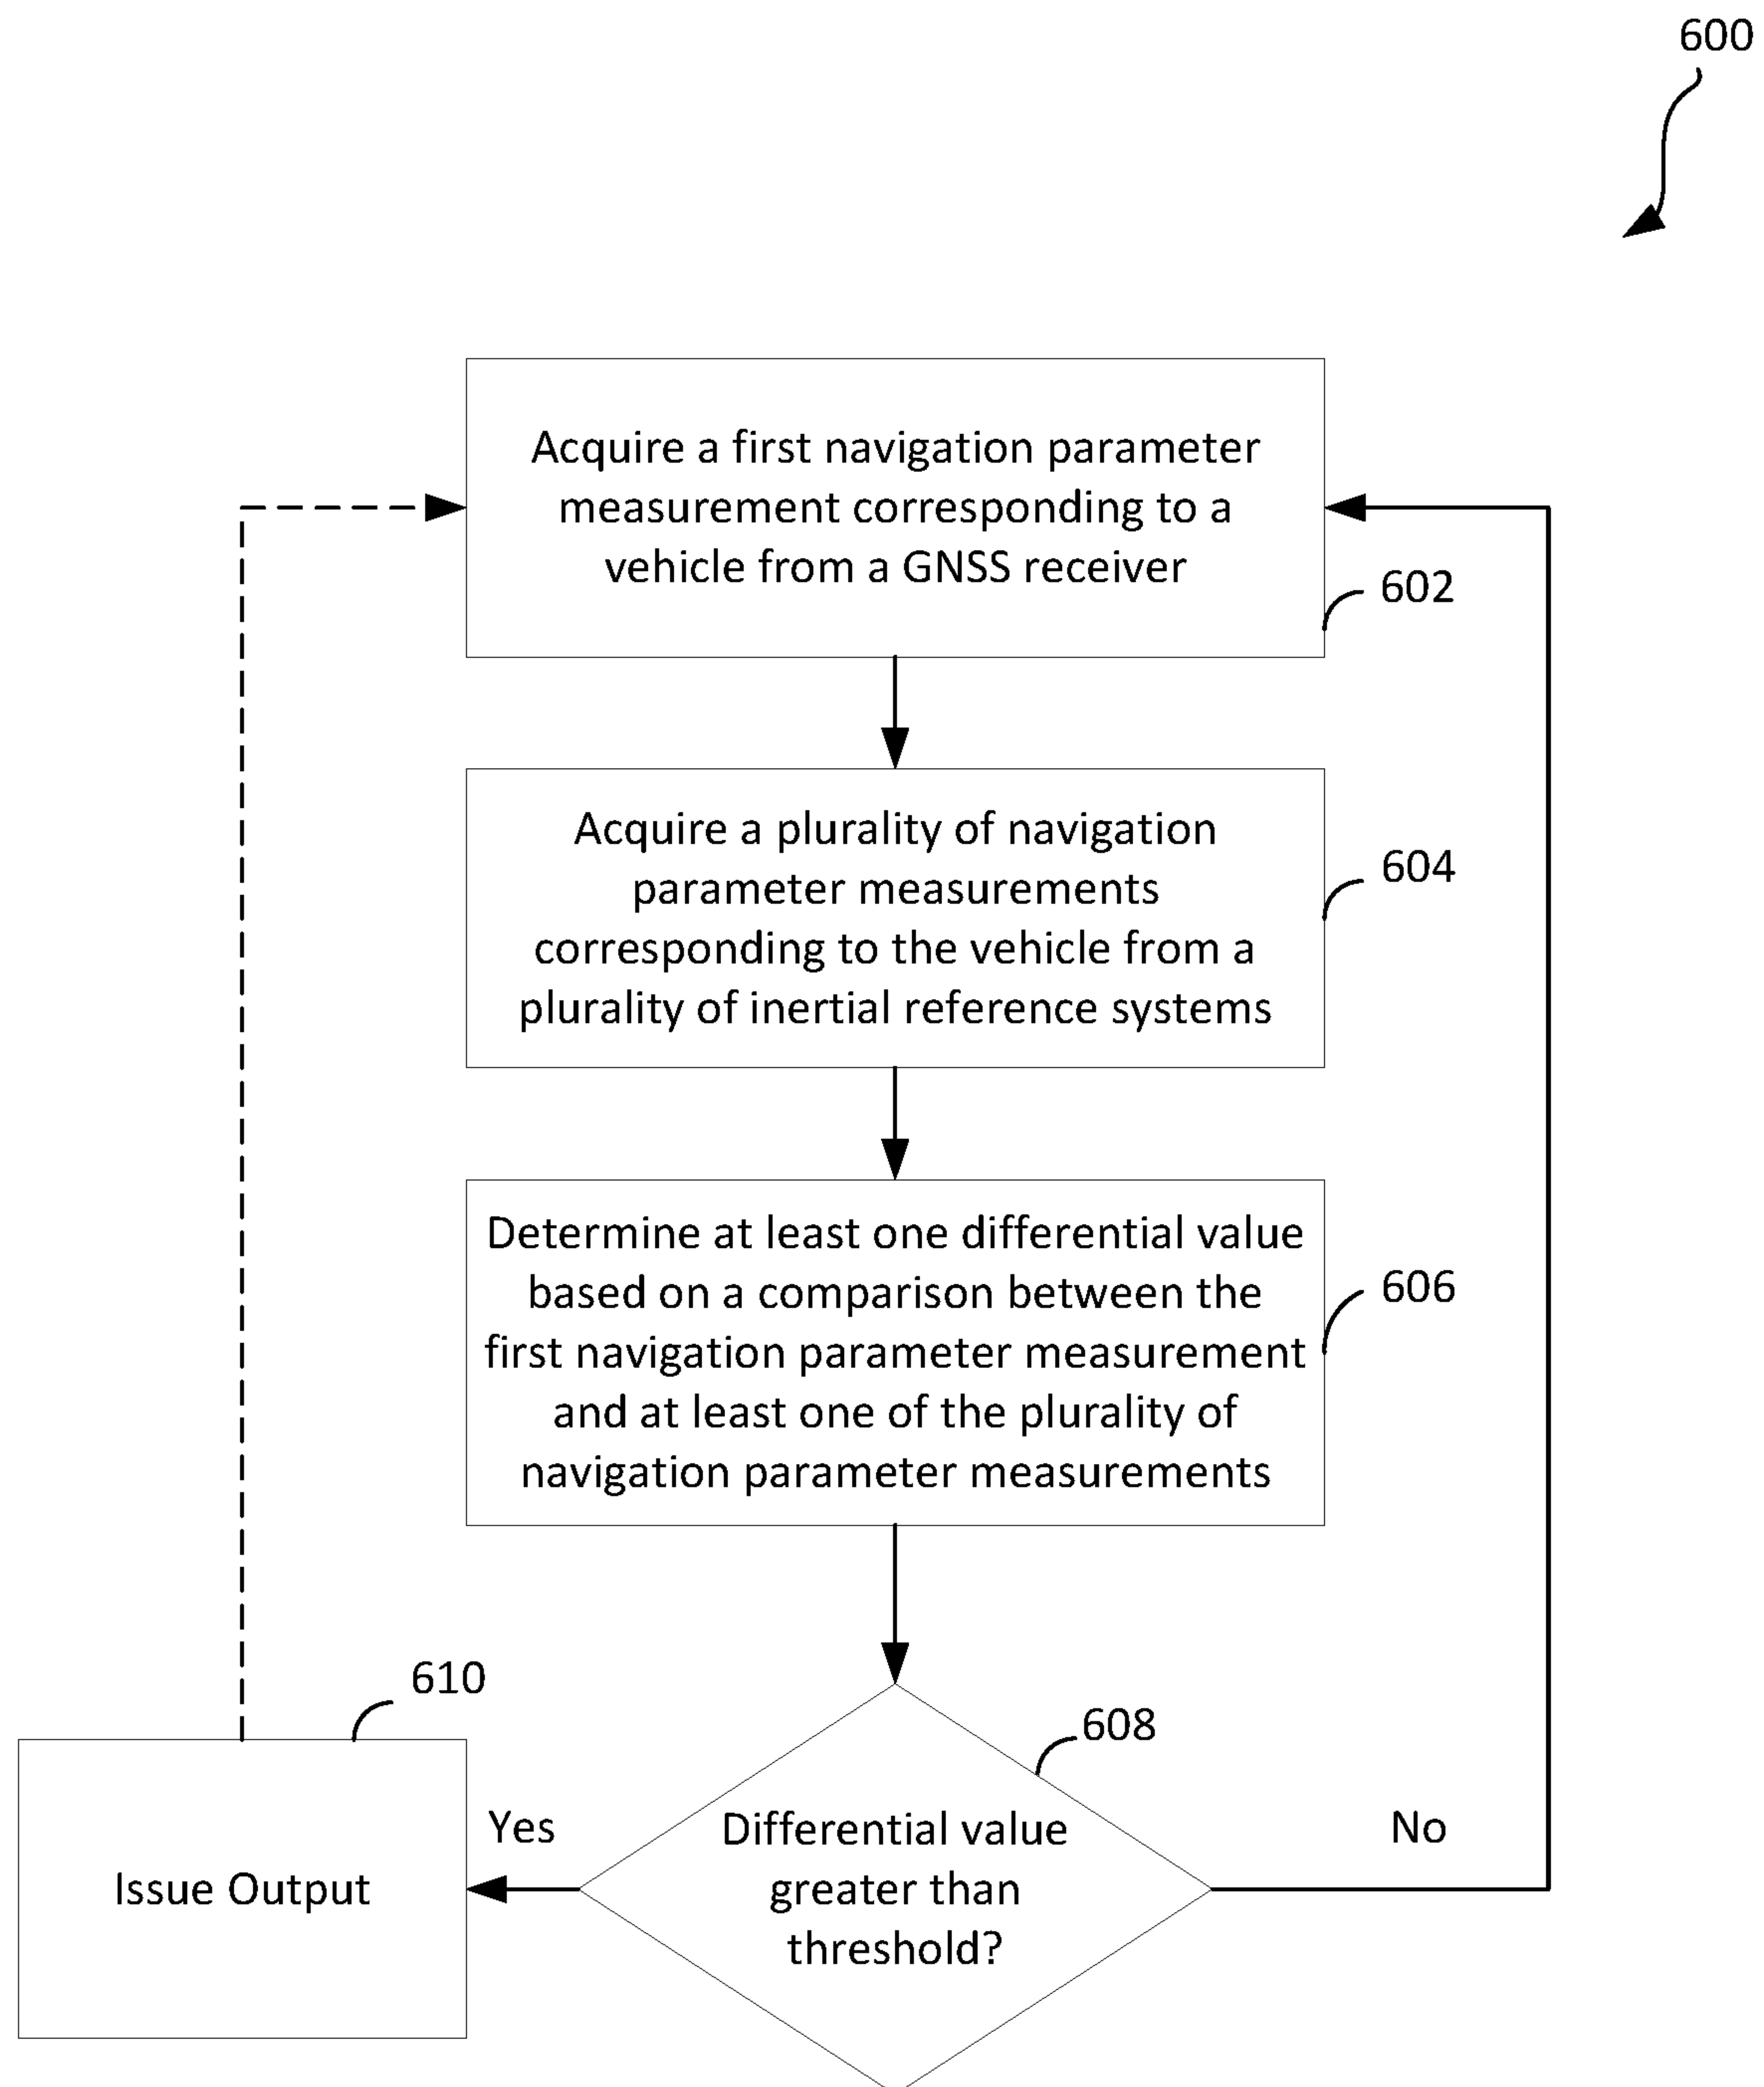 600
Acquire a first navigation parameter
measurement corresponding to a
vehicle from a GNSS receiver
602
Acquire a plurality of navigation
parameter measurements
corresponding to the vehicle from a
plurality of inertial reference systems
604
Determine at least one differential value
based on a comparison between the
first navigation parameter measurement
and at least one of the plurality of
navigation parameter measurements
606
610
608
Yes
Differential value
greater than
threshold?
No
Issue Output